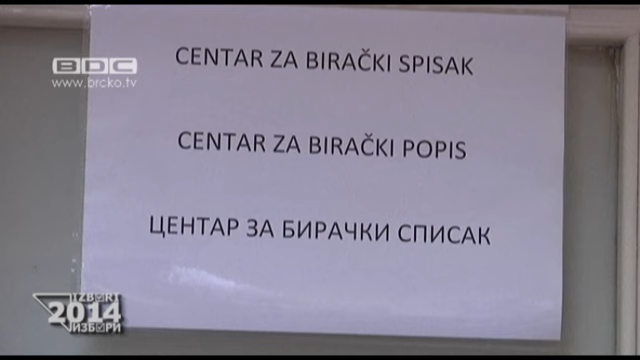 BDC
www.brcko.tv
CENTAR ZA BIRAČKI SPISAK
CENTAR ZA BIRAČKI POPIS
ЦЕНТАР ЗА БИРАЧКИ СПИСАК
IZBORI
2014
ИЗБОРИ